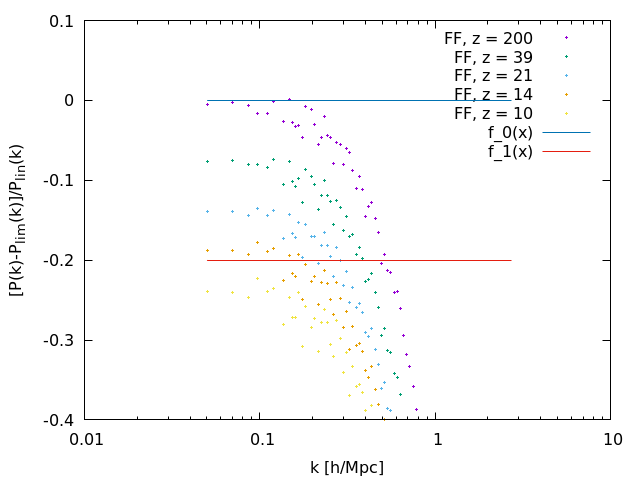 0.1
0
-0.1
-0.2
-0.3
-0.4
[P(k)-P_lim(k)]/P_lin(k)
FF, z = 200
FF, z = 39
FF, z = 21
FF, z = 14
FF, z = 10
f_0(x)
f_1(x)
0.01 0.1 1 10
k [h/Mpc]